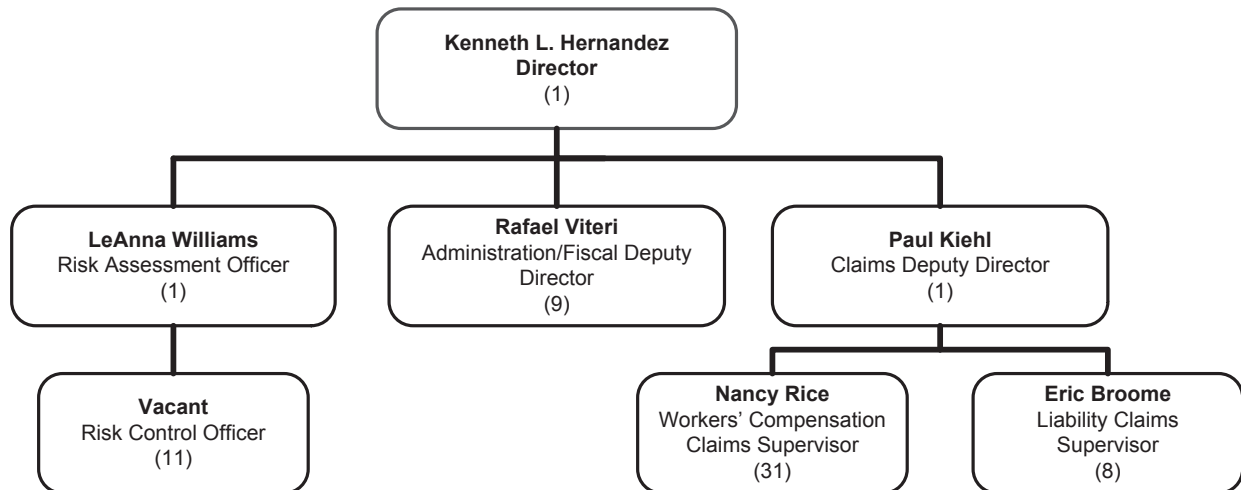 Kenneth L. Hernandez
Director
(1)
LeAnna Williams
Risk Assessment Officer
(1)
Rafael Viteri
Administration/Fiscal Deputy
Director
(9)
Paul Kiehl
Claims Deputy Director
(1)
Vacant
Risk Control Officer
(11)
Nancy Rice
Workers’ Compensation
Claims Supervisor
(31)
Eric Broome
Liability Claims
Supervisor
(8)